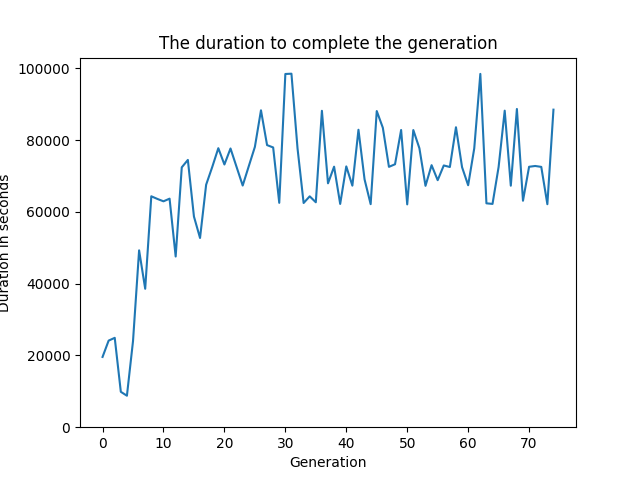 The duration to complete the generation
100000
80000
60000
40000
20000
0
Duration in seconds
0 10 20 30 40 50 60 70
Generation